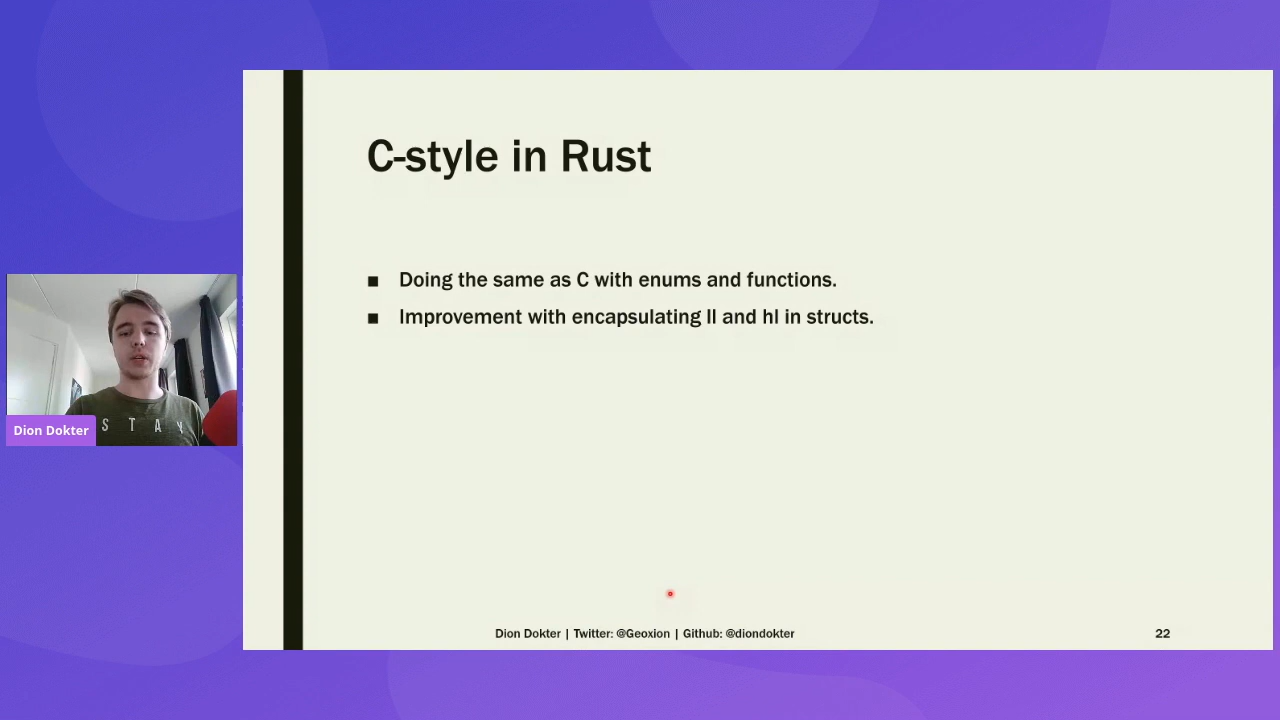 C-style in Rust
■ Doing the same as C with enums and functions.
■ Improvement with encapsulating ll and hl in structs.
STAY
Dion Dokter
Dion Dokter | Twitter: @Geoxion | Github: @diondokter
22